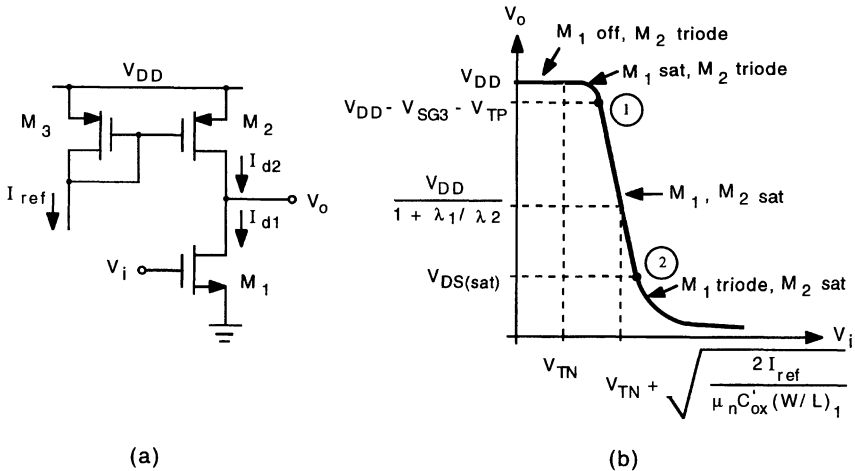 V_DD
M_3
M_2
I_d2
I_ref
V_o
I_d1
V_i
M_1
(a)
V_o
M_1 off, M_2 triode
V_DD
M_1 sat, M_2 triode
V_DD - V_SG3 - V_TP
1
V_DD / (1 + λ_1/ λ_2)
M_1, M_2 sat
2
V_DS(sat)
M_1 triode, M_2 sat
V_i
V_TN
V_TN + √(2 I_ref / μ_n C'_ox (W/ L)_1)
(b)